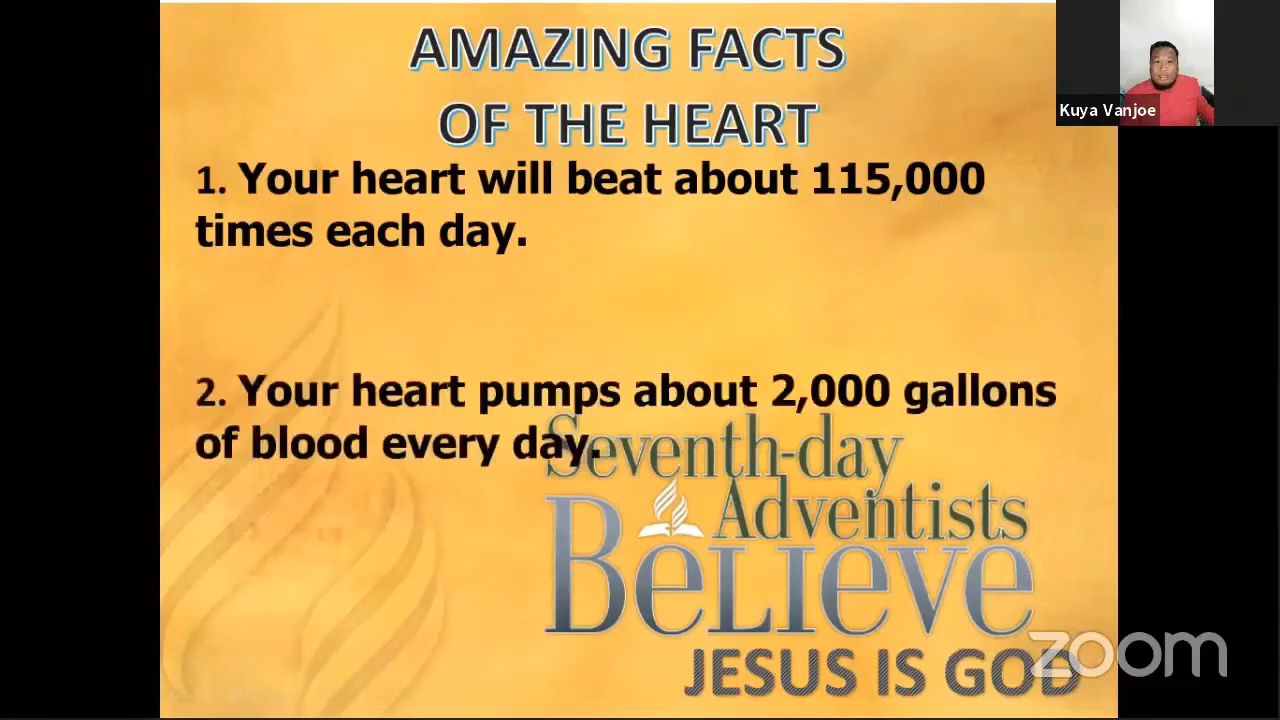 AMAZING FACTS
OF THE HEART
Kuya Vanjoe
1. Your heart will beat about 115,000
times each day.
2. Your heart pumps about 2,000 gallons
of blood every day.
Seventh-day
Adventists
BeLIEVE
JESUS IS GOD
zoom